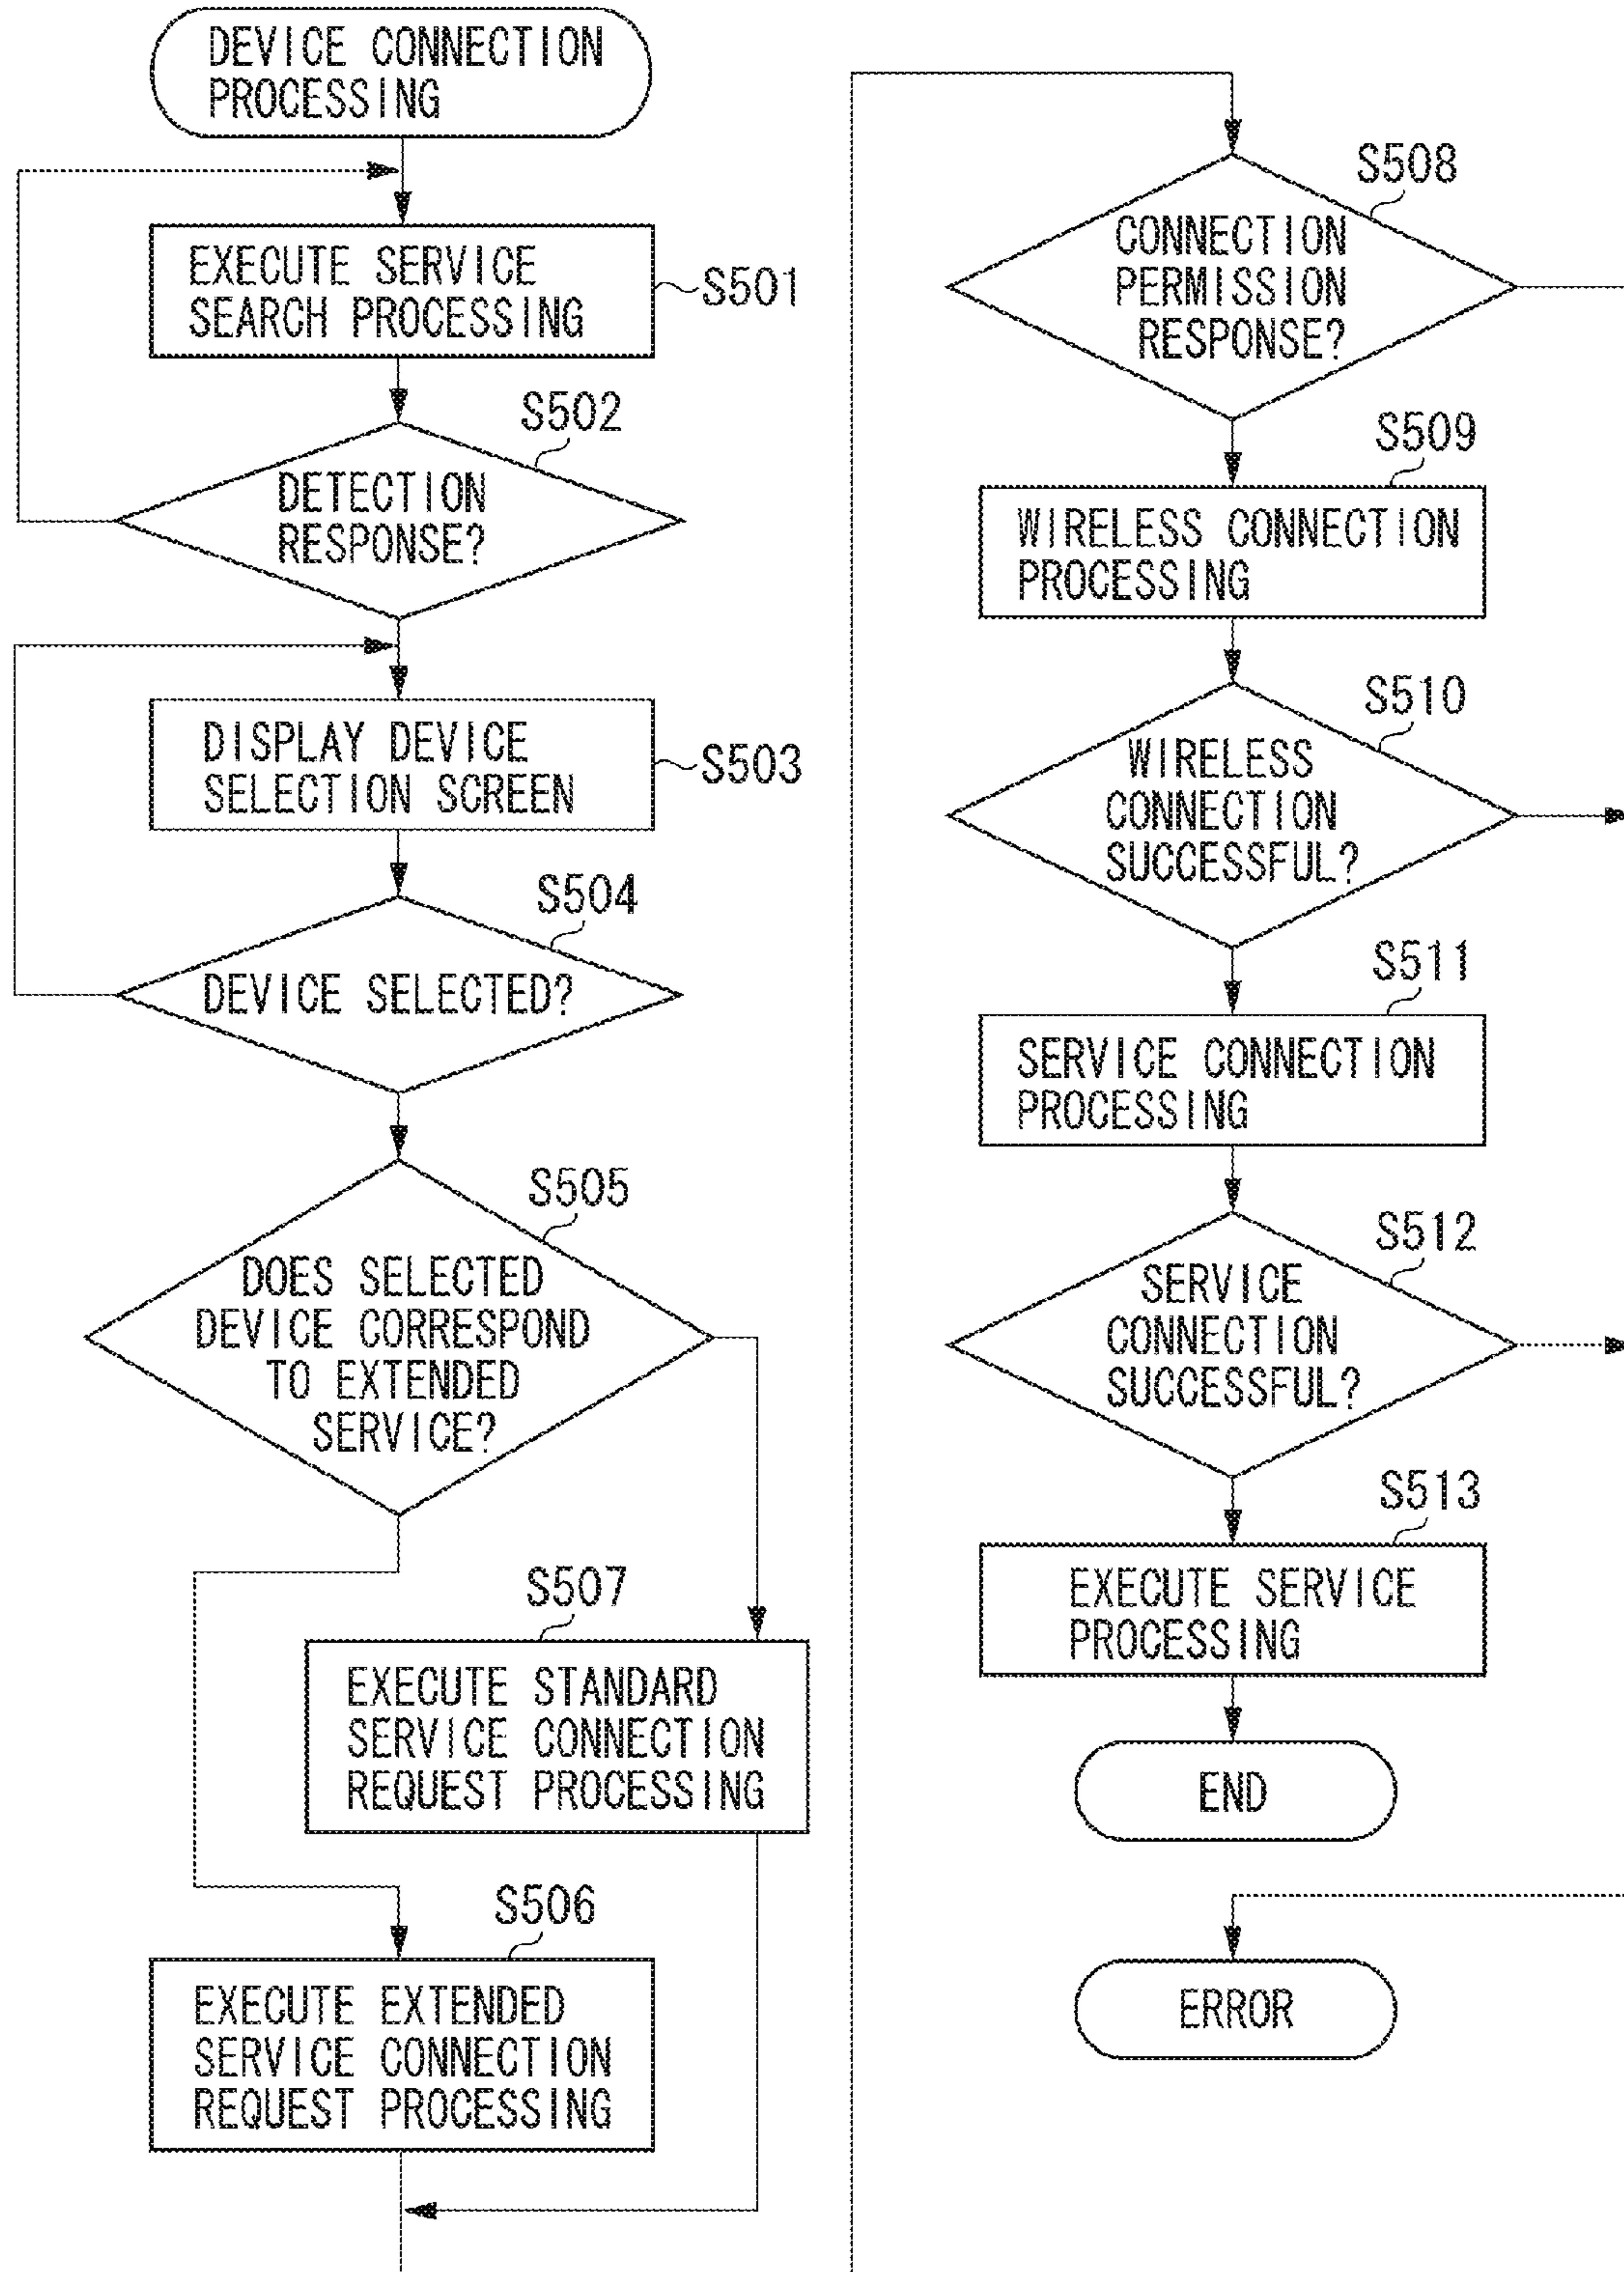 DEVICE CONNECTION
PROCESSING
EXECUTE SERVICE
SEARCH PROCESSING
S501
S502
DETECTION
RESPONSE?
DISPLAY DEVICE
SELECTION SCREEN
S503
S504
DEVICE SELECTED?
S505
DOES SELECTED
DEVICE CORRESPOND
TO EXTENDED
SERVICE?
S507
EXECUTE STANDARD
SERVICE CONNECTION
REQUEST PROCESSING
S506
EXECUTE EXTENDED
SERVICE CONNECTION
REQUEST PROCESSING
S508
CONNECTION
PERMISSION
RESPONSE?
S509
WIRELESS CONNECTION
PROCESSING
S510
WIRELESS
CONNECTION
SUCCESSFUL?
S511
SERVICE CONNECTION
PROCESSING
S512
SERVICE
CONNECTION
SUCCESSFUL?
S513
EXECUTE SERVICE
PROCESSING
END
ERROR